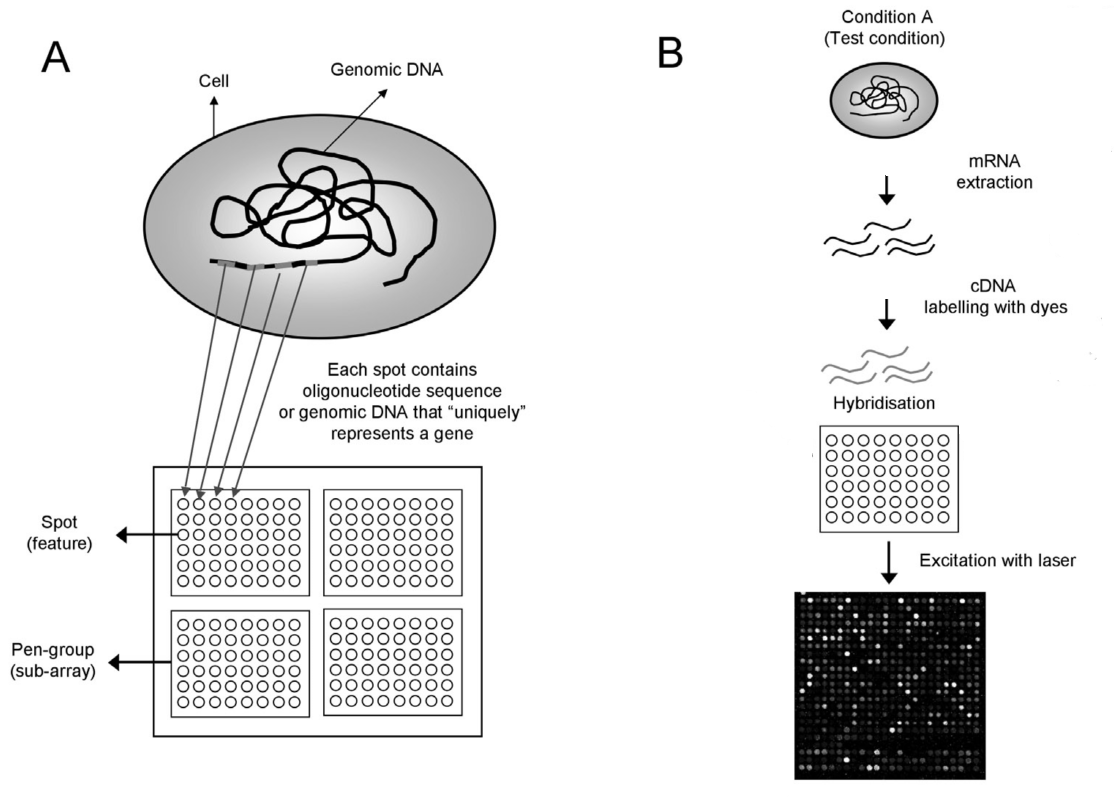 A
Cell
Genomic DNA
Each spot contains
oligonucleotide sequence
or genomic DNA that “uniquely”
represents a gene
Spot
(feature)
Pen-group
(sub-array)
B
Condition A
(Test condition)
mRNA
extraction
cDNA
labelling with dyes
Hybridisation
Excitation with laser